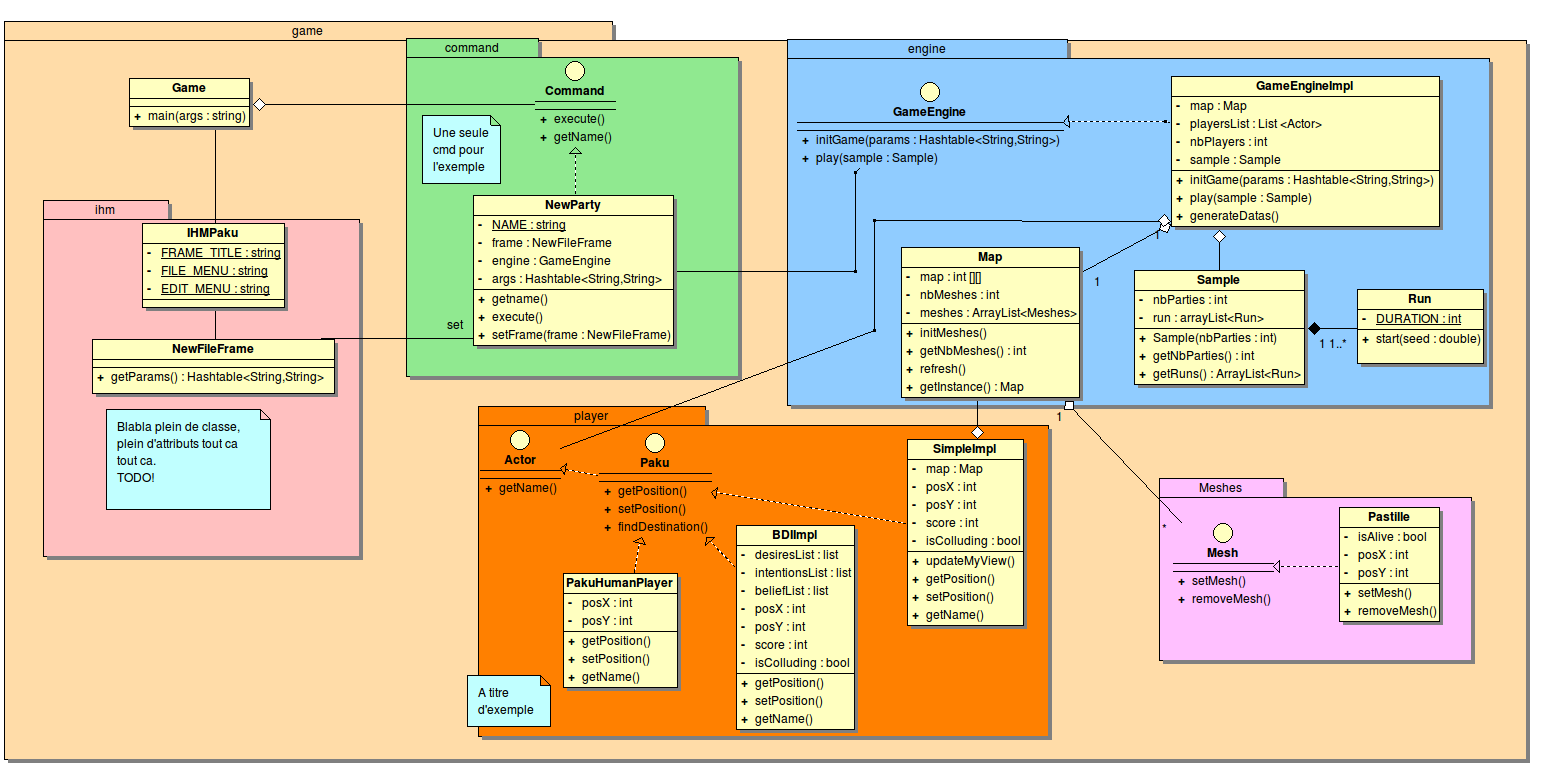 game
Game
+ main(args : string)
ihm
IHMPaku
- FRAME_TITLE : string
- FILE_MENU : string
- EDIT_MENU : string
NewFileFrame
+ getParams() : Hashtable<String,String>
Blabla plein de classe,
plein d'attributs tout ca
tout ca.
TODO!
command
Command
+ execute()
+ getName()
Une seule
cmd pour
l'exemple
NewParty
- NAME : string
- frame : NewFileFrame
- engine : GameEngine
- args : Hashtable<String,String>
+ getname()
+ execute()
+ setFrame(frame : NewFileFrame)
set
engine
GameEngine
+ initGame(params : Hashtable<String,String>)
+ play(sample : Sample)
GameEngineImpl
- map : Map
- playersList : List <Actor>
- nbPlayers : int
- sample : Sample
+ initGame(params : Hashtable<String,String>)
+ play(sample : Sample)
+ generateDatas()
1
1
Map
- map : int [][]
- nbMeshes : int
- meshes : ArrayList<Meshes>
+ initMeshes()
+ getNbMeshes() : int
+ refresh()
+ getInstance() : Map
Sample
- nbParties : int
- run : arrayList<Run>
+ Sample(nbParties : int)
+ getNbParties() : int
+ getRuns() : ArrayList<Run>
1 1..*
Run
- DURATION : int
+ start(seed : double)
player
Actor
+ getName()
Paku
+ getPosition()
+ setPosition()
+ findDestination()
PakuHumanPlayer
- posX : int
- posY : int
+ getPosition()
+ setPosition()
+ getName()
A titre
d'exemple
BDIImpl
- desiresList : list
- intentionsList : list
- beliefList : list
- posX : int
- posY : int
- score : int
- isColluding : bool
+ getPosition()
+ setPosition()
+ getName()
SimpleImpl
- map : Map
- posX : int
- posY : int
- score : int
- isColluding : bool
+ updateMyView()
+ getPosition()
+ setPosition()
+ getName()
1
*
Meshes
Mesh
+ setMesh()
+ removeMesh()
Pastille
- isAlive : bool
- posX : int
- posY : int
+ setMesh()
+ removeMesh()